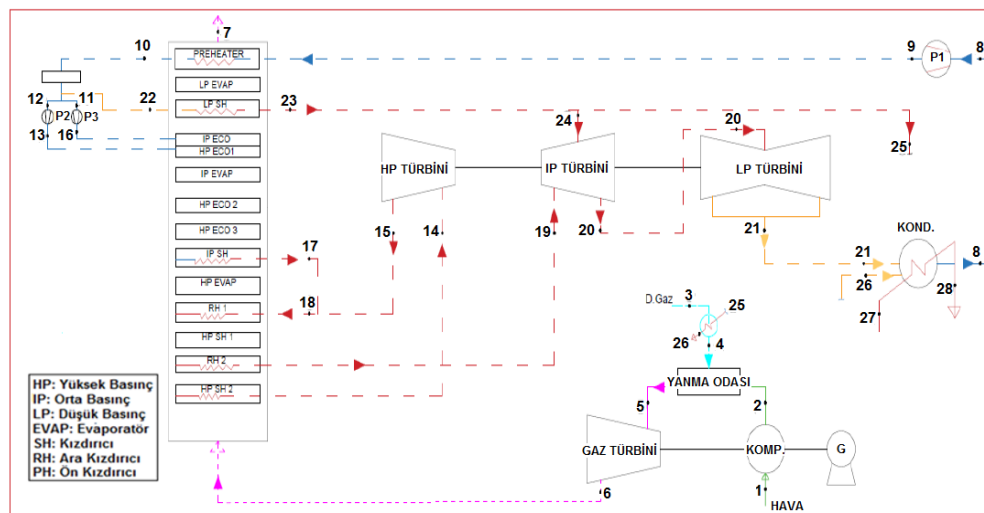 7
10
PREHEATER
9
8
P1
LP EVAP
12
11
22
LP SH
23
P2
P3
13
16
IP ECO
HP ECO1
24
20
25
HP TÜRBİNİ
IP TÜRBİNİ
LP TÜRBİNİ
IP EVAP
HP ECO 2
HP ECO 3
15
14
19
20
21
KOND.
IP SH
17
21
8
26
28
HP EVAP
18
RH 1
D.Gaz
3
25
27
HP SH 1
26
4
RH 2
YANMA ODASI
HP SH 2
5
2
HP: Yüksek Basınç
IP: Orta Basınç
LP: Düşük Basınç
EVAP: Evaporatör
SH: Kızdırıcı
RH: Ara Kızdırıcı
PH: Ön Kızdırıcı
GAZ TÜRBİNİ
KOMP.
G
6
1
HAVA